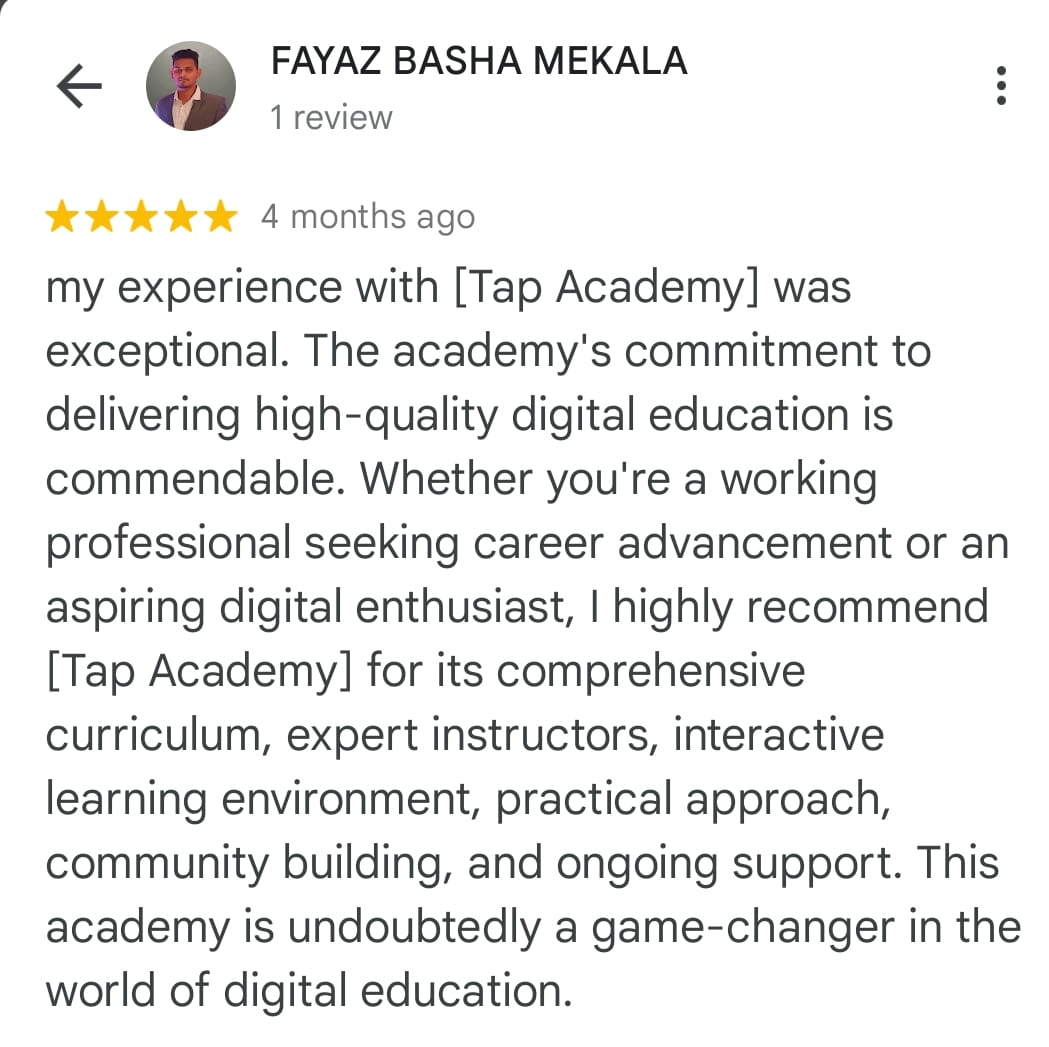 FAYAZ BASHA MEKALA
1 review
4 months ago
my experience with [Tap Academy] was
exceptional. The academy's commitment to
delivering high-quality digital education is
commendable. Whether you're a working
professional seeking career advancement or an
aspiring digital enthusiast, I highly recommend
[Tap Academy] for its comprehensive
curriculum, expert instructors, interactive
learning environment, practical approach,
community building, and ongoing support. This
academy is undoubtedly a game-changer in the
world of digital education.